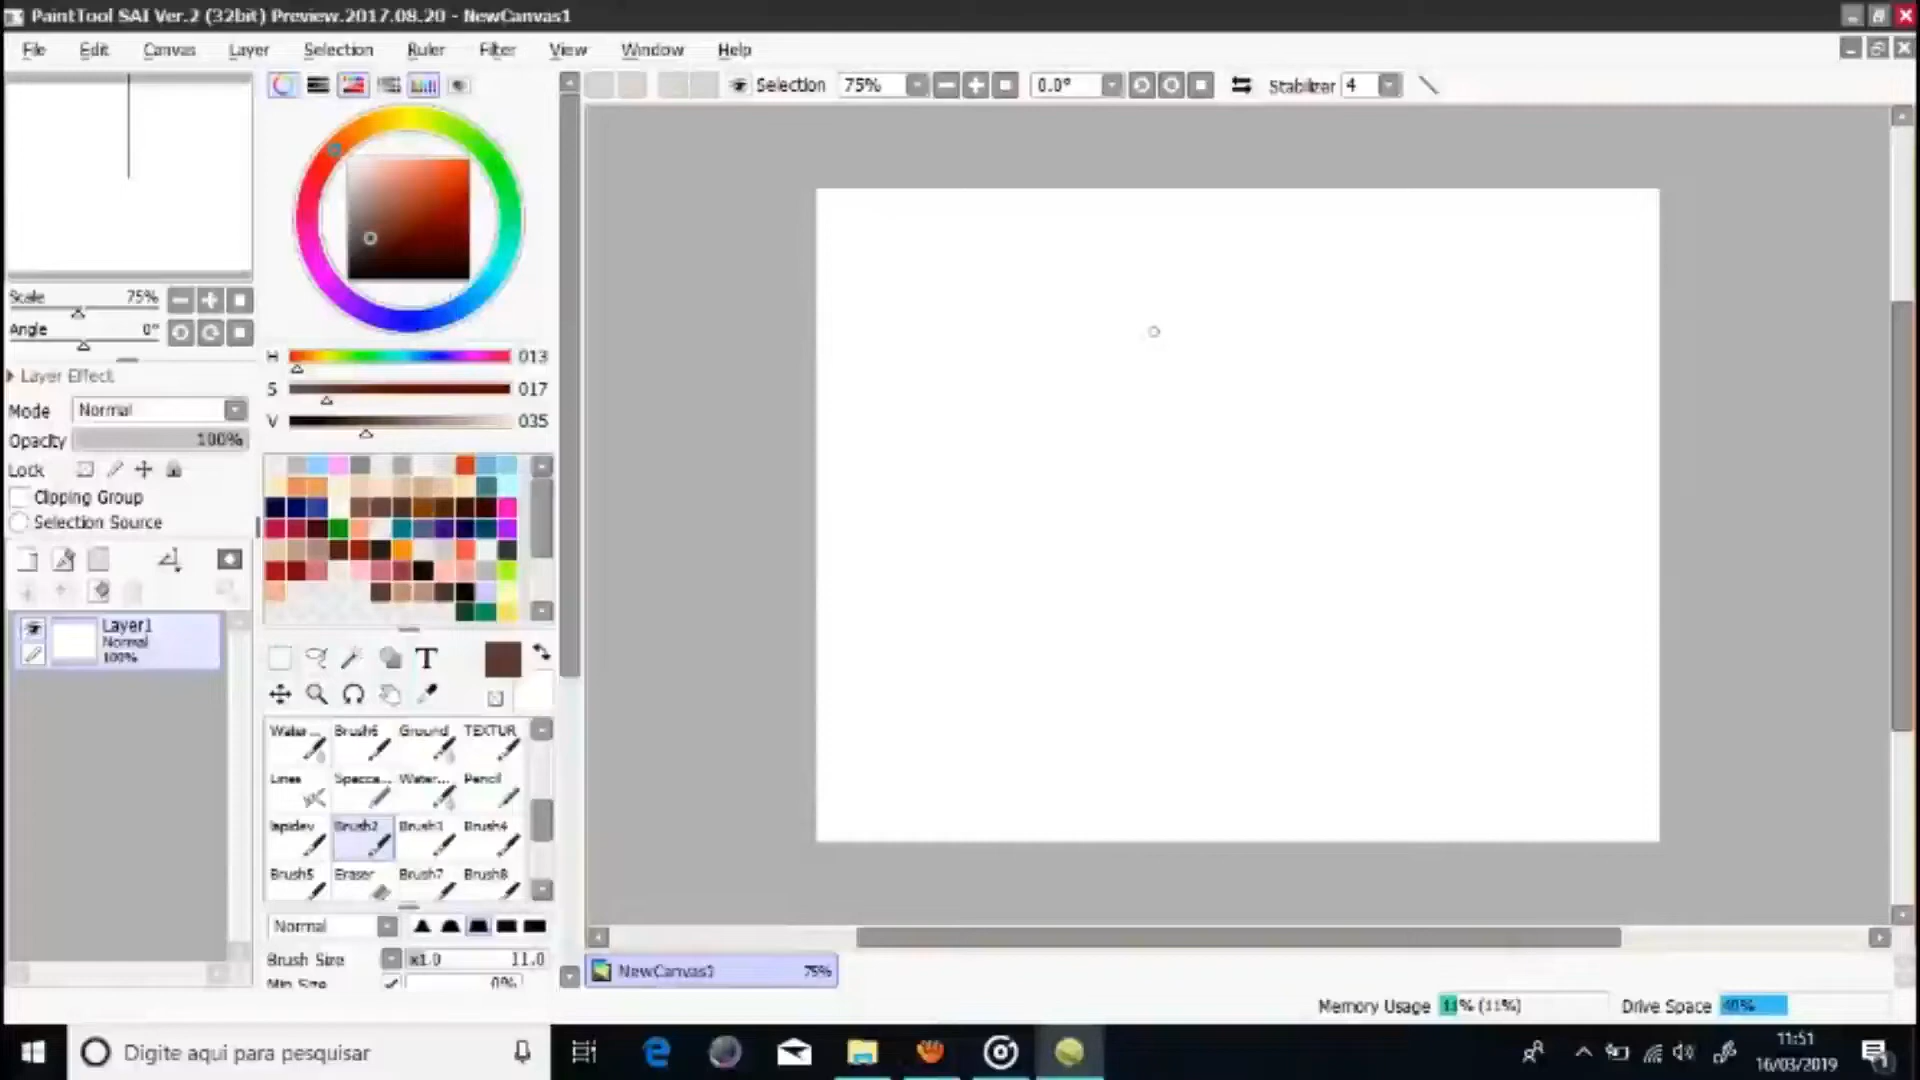 PaintTool SAI Ver.2 (32bit) Preview.2017.08.20 - NewCanvas1
File Edit Canvas Layer Selection Ruler Filter View Window Help
Selection 75% 0.0° Stabilizer 4
Scale 75%
Angle 0°
H 013
S 017
V 035
Layer Effect
Mode Normal
Opacity 100%
Lock
Clipping Group
Selection Source
Layer1
Normal
100%
T
Water... Brush6 Ground TEXTUR
Lines Specca... Water... Pencil
lapidev Brush2 Brush3 Brush4
Brush5 Eraser Brush7 Brush8
Normal
Brush Size x1.0 11.0
Min Size 0%
NewCanvas1 75%
Memory Usage 11% (11%) Drive Space
Digite aqui para pesquisar
11:51
16/03/2019